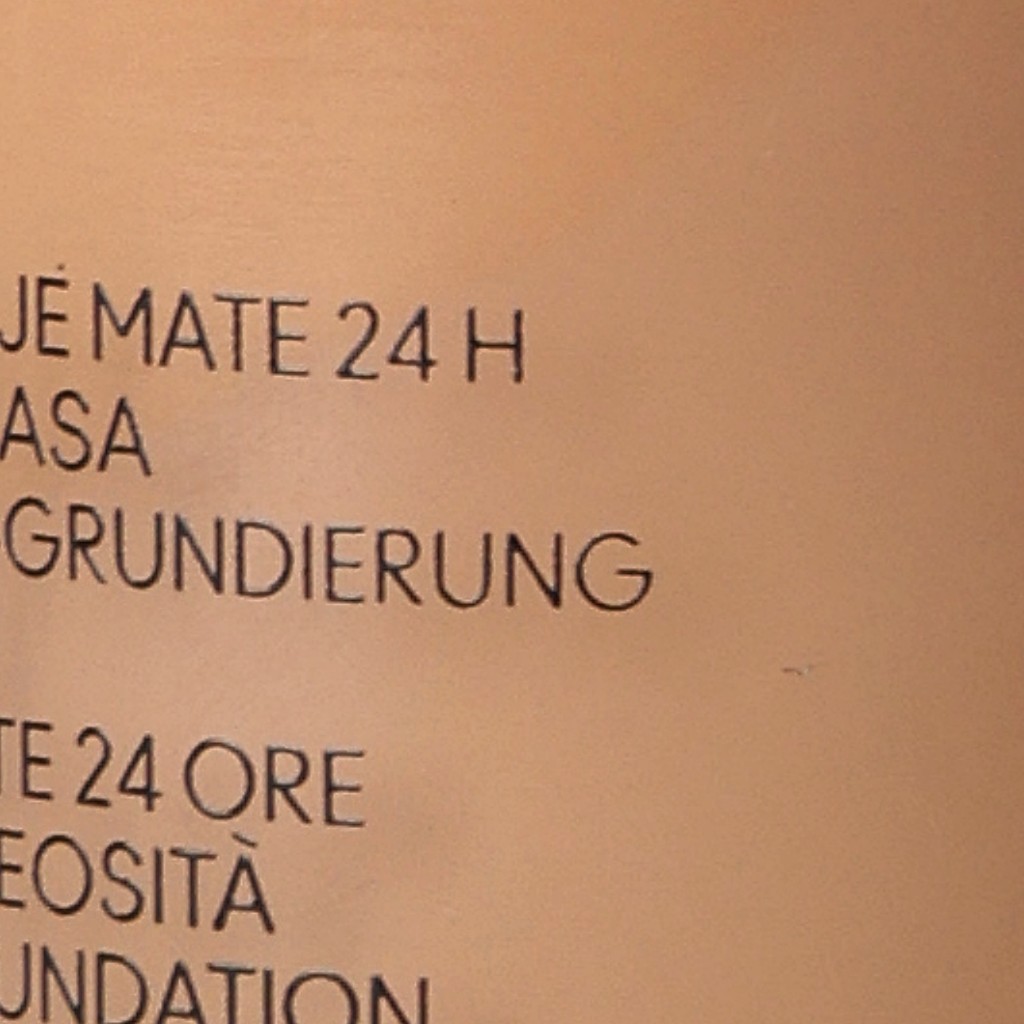 JÉ MATE 24 H
ASA
GRUNDIERUNG
TE 24 ORE
EOSITÀ
UNDATION